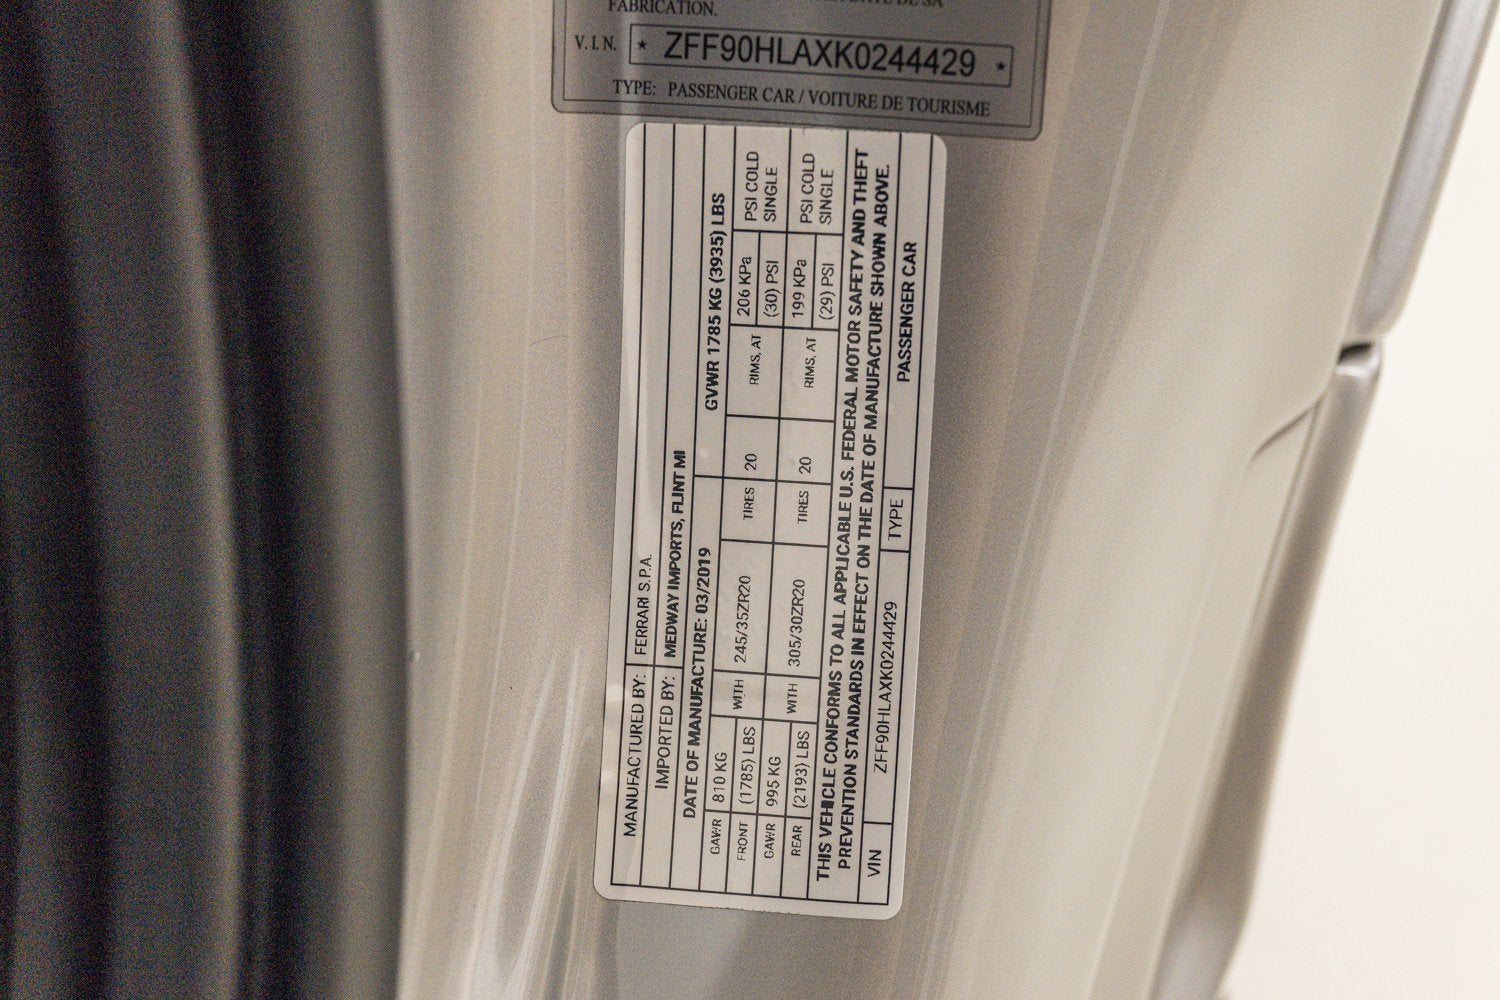 FABRICATION.
V.I.N. * ZFF90HLAXK0244429 *
TYPE: PASSENGER CAR / VOITURE DE TOURISME
MANUFACTURED BY: FERRARI S.P.A.
IMPORTED BY: MEDWAY IMPORTS, FLINT MI
DATE OF MANUFACTURE: 03/2019 GVWR 1785 KG (3935) LBS
GAWR 810 KG WITH 245/35ZR20 TIRES 20 RIMS, AT 206 KPa PSI COLD
FRONT (1785) LBS (30) PSI SINGLE
GAWR 995 KG WITH 305/30ZR20 TIRES 20 RIMS, AT 199 KPa PSI COLD
REAR (2193) LBS (29) PSI SINGLE
THIS VEHICLE CONFORMS TO ALL APPLICABLE U.S. FEDERAL MOTOR SAFETY AND THEFT
PREVENTION STANDARDS IN EFFECT ON THE DATE OF MANUFACTURE SHOWN ABOVE.
VIN ZFF90HLAXK0244429 TYPE PASSENGER CAR